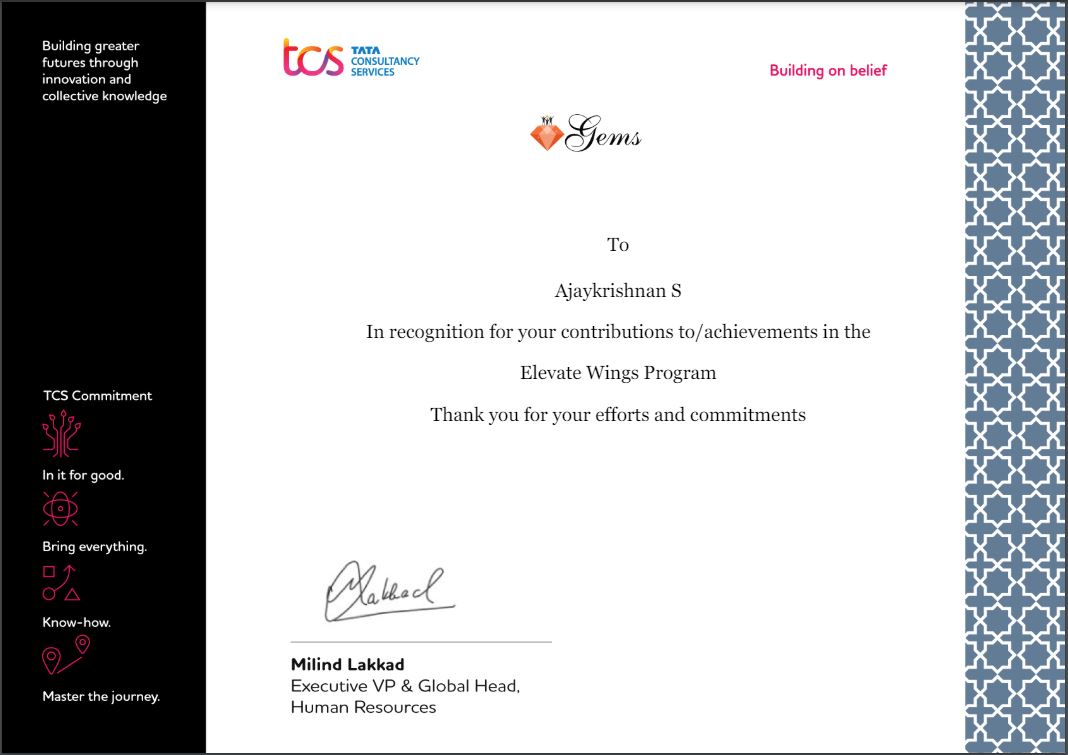 Building greater
futures through
innovation and
collective knowledge
tcs TATA
CONSULTANCY
SERVICES
Building on belief
Gems
To
Ajaykrishnan S
In recognition for your contributions to/achievements in the
Elevate Wings Program
Thank you for your efforts and commitments
TCS Commitment
In it for good.
Bring everything.
Know-how.
Master the journey.
Lakkad
Milind Lakkad
Executive VP & Global Head,
Human Resources